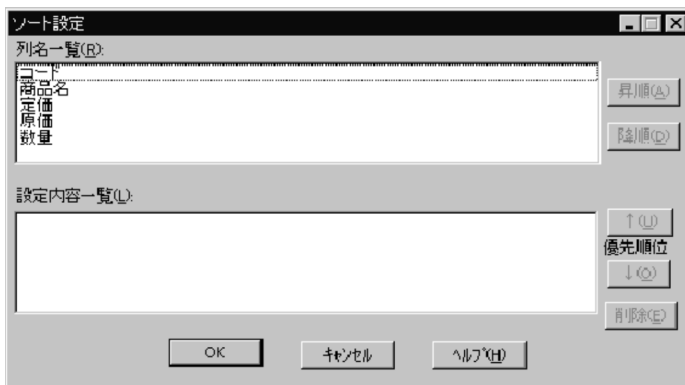 ソート設定
列名一覧(R):
コード
商品名
定価
原価
数量
昇順(A)
降順(D)
設定内容一覧(L):
↑(U)
優先順位
↓(O)
削除(E)
OK
キャンセル
ヘルプ(H)